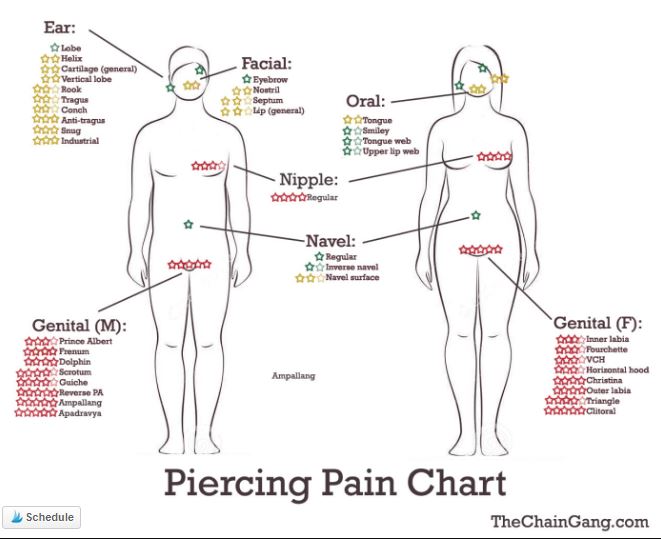 Ear:
Lobe
Helix
Cartilage (general)
Vertical lobe
Rook
Tragus
Conch
Anti-tragus
Snug
Industrial
Facial:
Eyebrow
Nostril
Septum
Lip (general)
Oral:
Tongue
Smiley
Tongue web
Upper lip web
Nipple:
Regular
Navel:
Regular
Inverse navel
Navel surface
Genital (M):
Prince Albert
Frenum
Dolphin
Scrotum
Guiche
Reverse PA
Ampallang
Apadravya
Ampallang
Genital (F):
Inner labia
Fourchette
VCH
Horizontal hood
Christina
Outer labia
Triangle
Clitoral
Piercing Pain Chart
Schedule
TheChainGang.com